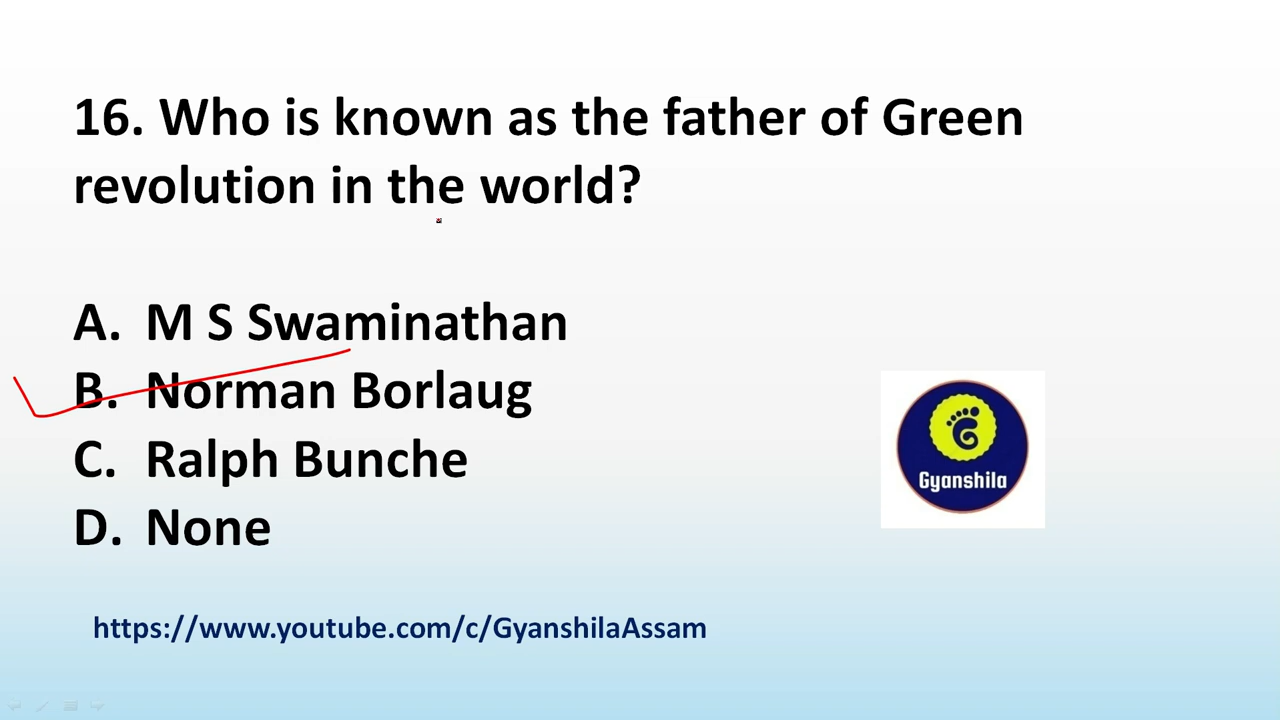 16. Who is known as the father of Green
revolution in the world?
A. M S Swaminathan
B. Norman Borlaug
C. Ralph Bunche
D. None
Gyanshila
https://www.youtube.com/c/GyanshilaAssam